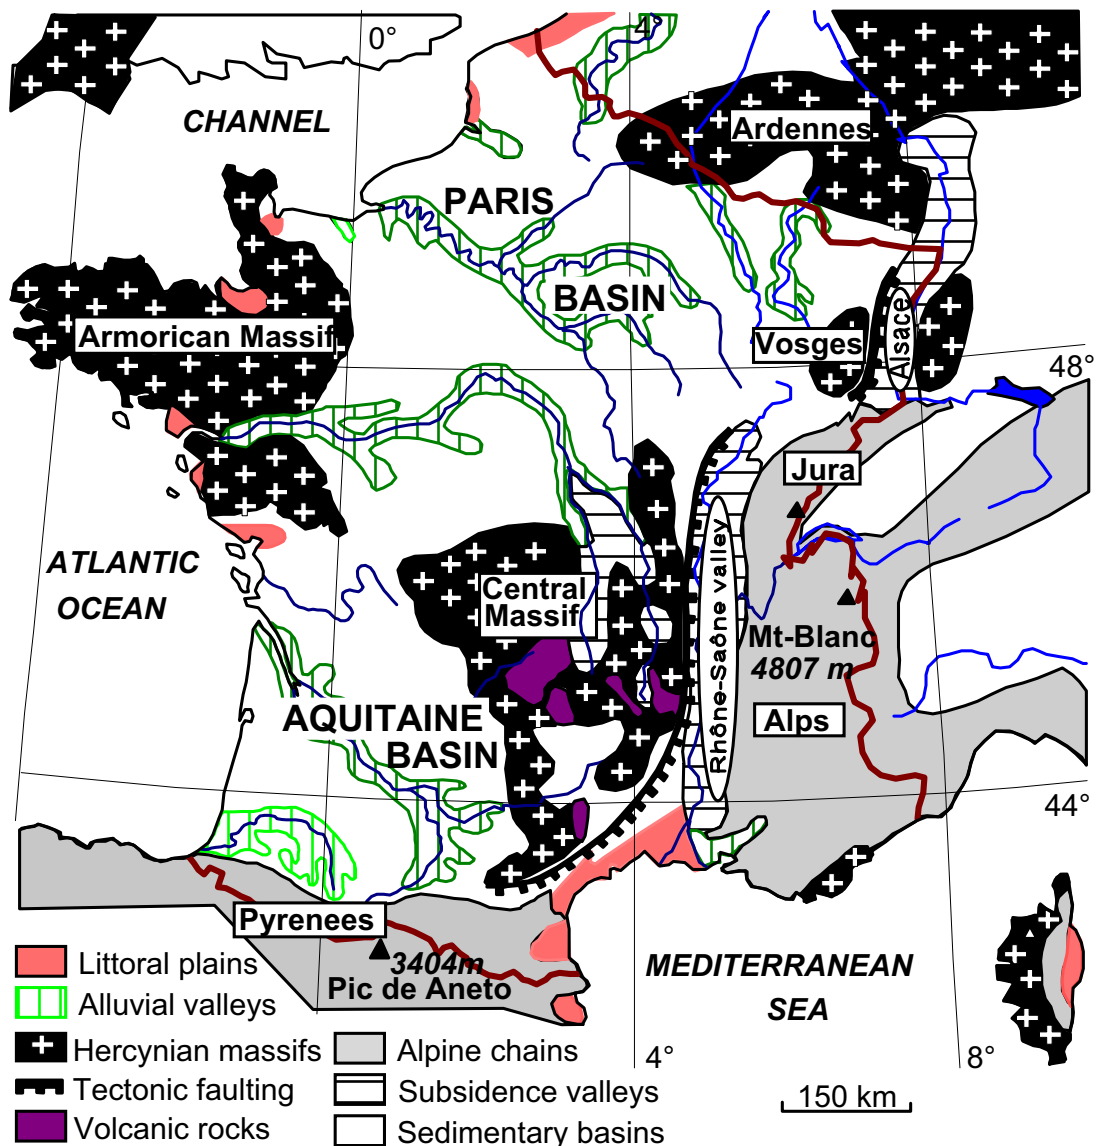 0°
4
CHANNEL
Ardennes
PARIS
BASIN
Armorican Massif
Vosges
Alsace
48°
Jura
ATLANTIC
OCEAN
Central
Massif
Rhône-Saône valley
Mt-Blanc
4807 m
AQUITAINE
BASIN
Alps
44°
Pyrenees
3404m
Pic de Aneto
MEDITERRANEAN
SEA
Littoral plains
Alluvial valleys
Hercynian massifs
Alpine chains
4°
8°
Tectonic faulting
Subsidence valleys
150 km
Volcanic rocks
Sedimentary basins